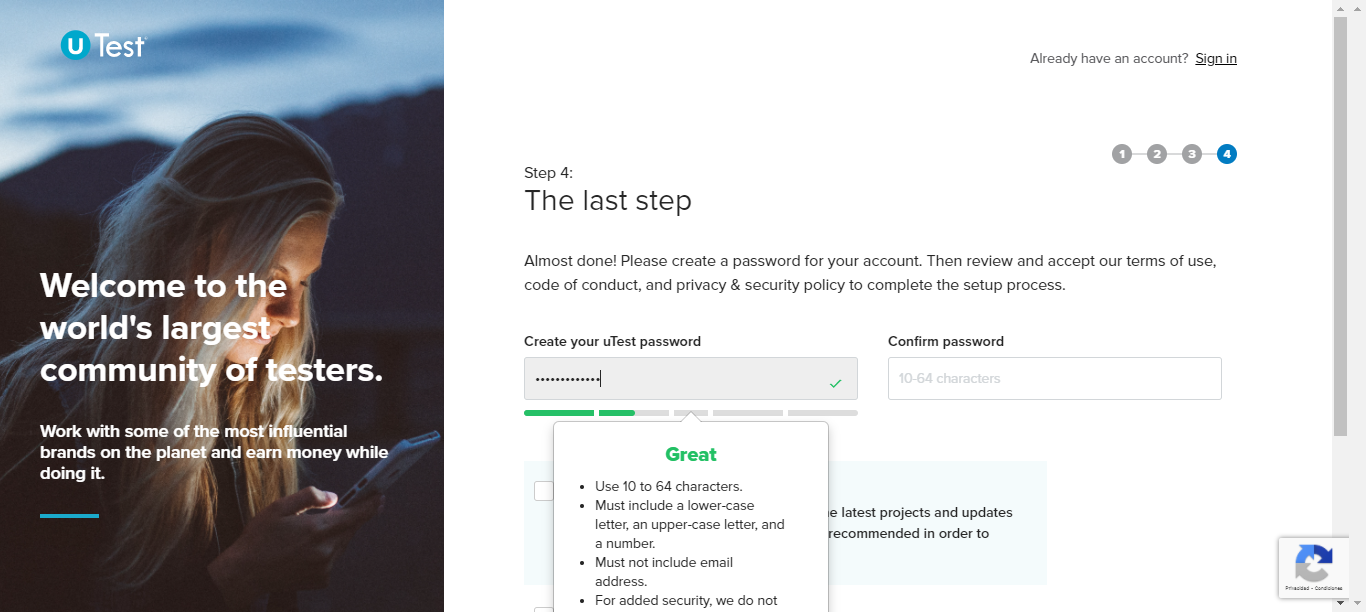 U Test
Already have an account? Sign in
1 2 3 4
Step 4:
The last step
Almost done! Please create a password for your account. Then review and accept our terms of use,
code of conduct, and privacy & security policy to complete the setup process.
Welcome to the
world's largest
community of testers.
Work with some of the most influential
brands on the planet and earn money while
doing it.
Create your uTest password
Confirm password
•••••••••••••
10-64 characters
Great
• Use 10 to 64 characters.
• Must include a lower-case
letter, an upper-case letter, and
a number.
• Must not include email
address.
• For added security, we do not
latest projects and updates
recommended in order to
Privacidad - Condiciones